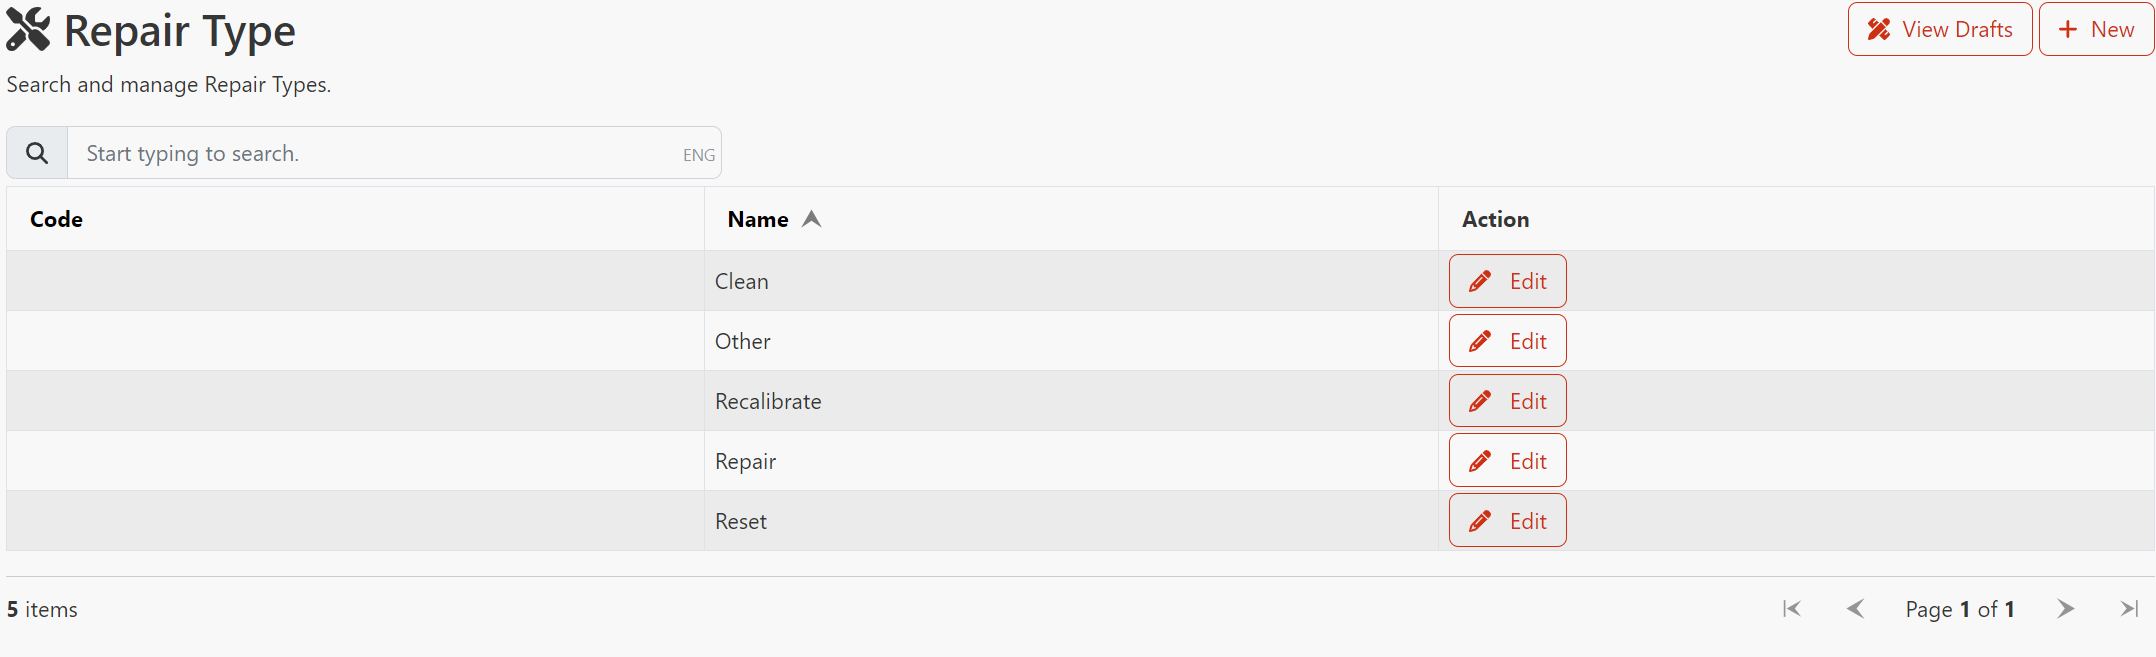 Repair Type
View Drafts
New
Search and manage Repair Types.
Start typing to search. ENG
Code Name Action
Clean Edit
Other Edit
Recalibrate Edit
Repair Edit
Reset Edit
5 items Page 1 of 1